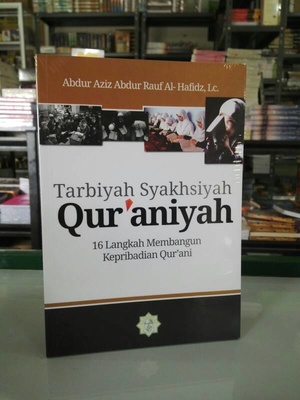 Abdur Aziz Abdur Rauf Al- Hafidz, Lc.
Tarbiyah Syakhsiyah
Qur'aniyah
16 Langkah Membangun
Kepribadian Qur'ani